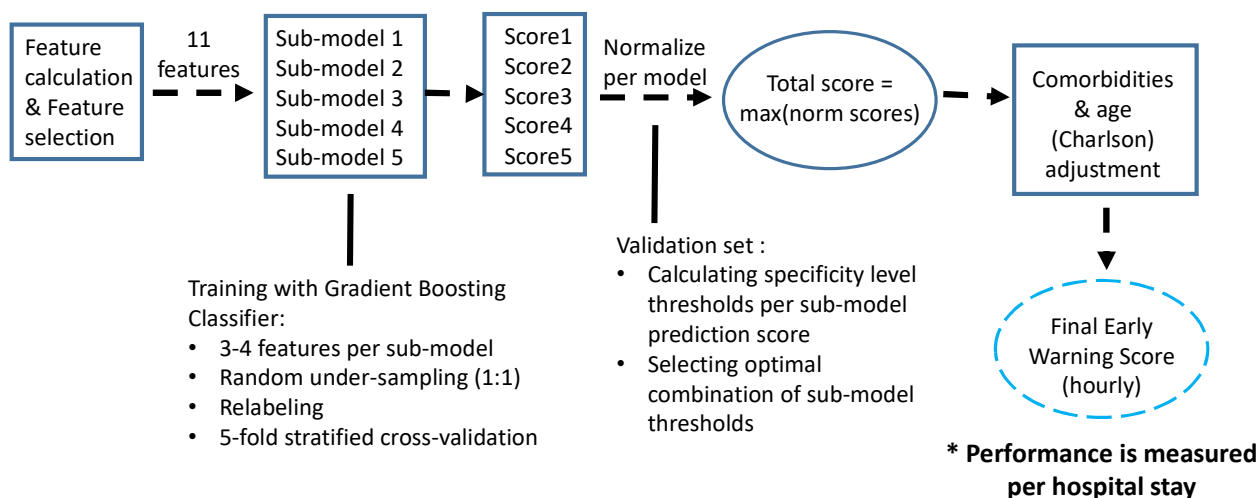 Feature
calculation
& Feature
selection
11
features
Sub-model 1
Sub-model 2
Sub-model 3
Sub-model 4
Sub-model 5
Score1
Score2
Score3
Score4
Score5
Normalize
per model
Total score =
max(norm scores)
Comorbidities
& age
(Charlson)
adjustment
Training with Gradient Boosting
Classifier:
• 3-4 features per sub-model
• Random under-sampling (1:1)
• Relabeling
• 5-fold stratified cross-validation
Validation set :
• Calculating specificity level
thresholds per sub-model
prediction score
• Selecting optimal
combination of sub-model
thresholds
Final Early
Warning Score
(hourly)
* Performance is measured
per hospital stay